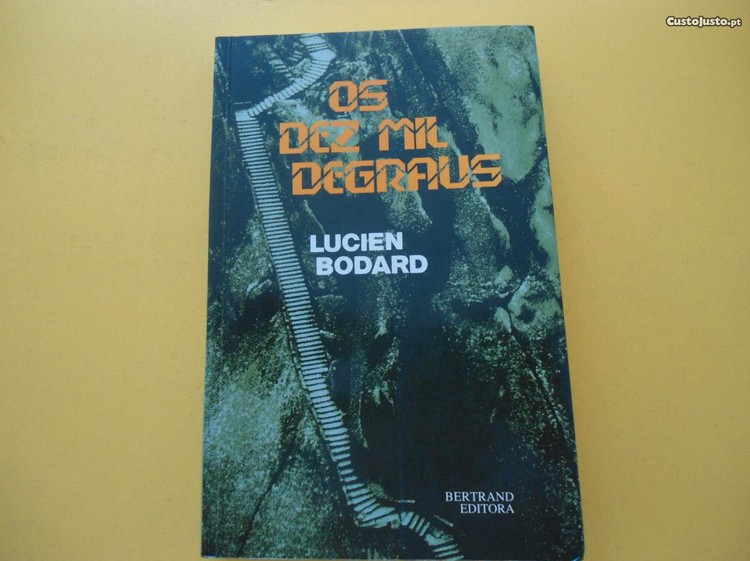 CustoJusto.pt
OS
DEZ MIL
DEGRAUS
LUCIEN
BODARD
BERTRAND
EDITORA